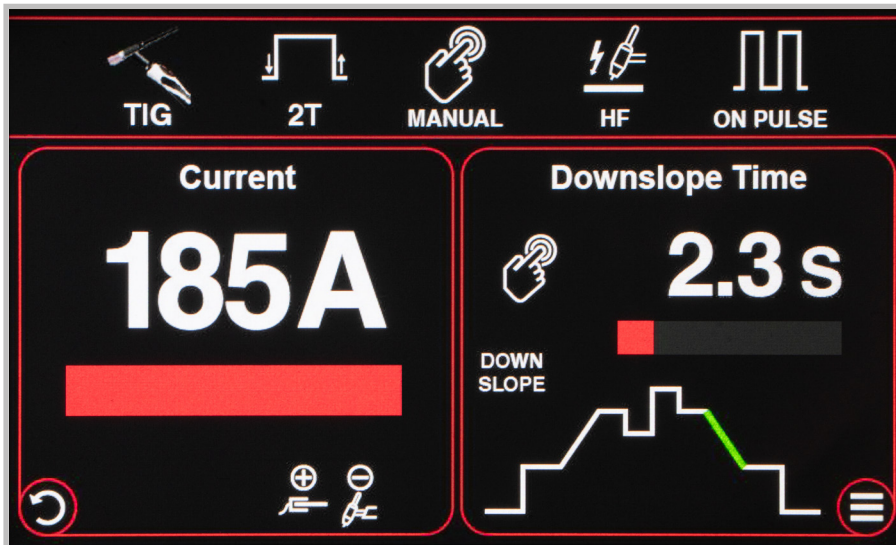 TIG
2T
MANUAL
HF
ON PULSE
Current
185A
Downslope Time
2.3 S
DOWN
SLOPE